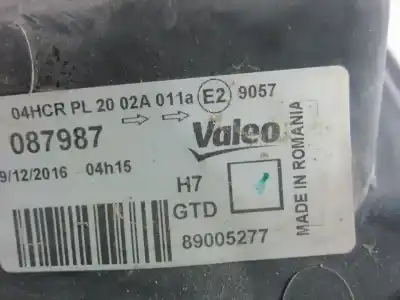 04HCR PL 20 02A 011a E2 9057
087987
Valeo
9/12/2016 04h15
H7
GTD
89005277
MADE IN ROMANIA